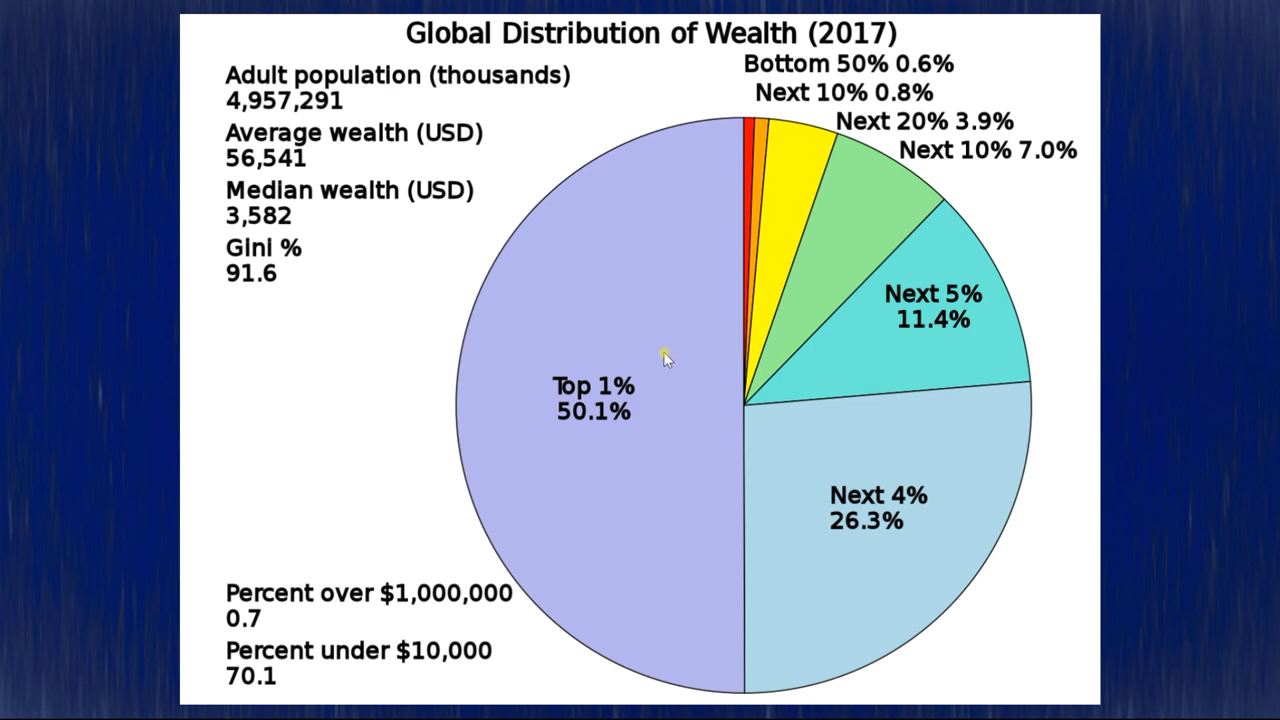 Global Distribution of Wealth (2017)
Adult population (thousands)
4,957,291
Average wealth (USD)
56,541
Median wealth (USD)
3,582
Gini %
91.6
Bottom 50% 0.6%
Next 10% 0.8%
Next 20% 3.9%
Next 10% 7.0%
Next 5%
11.4%
Top 1%
50.1%
Next 4%
26.3%
Percent over $1,000,000
0.7
Percent under $10,000
70.1